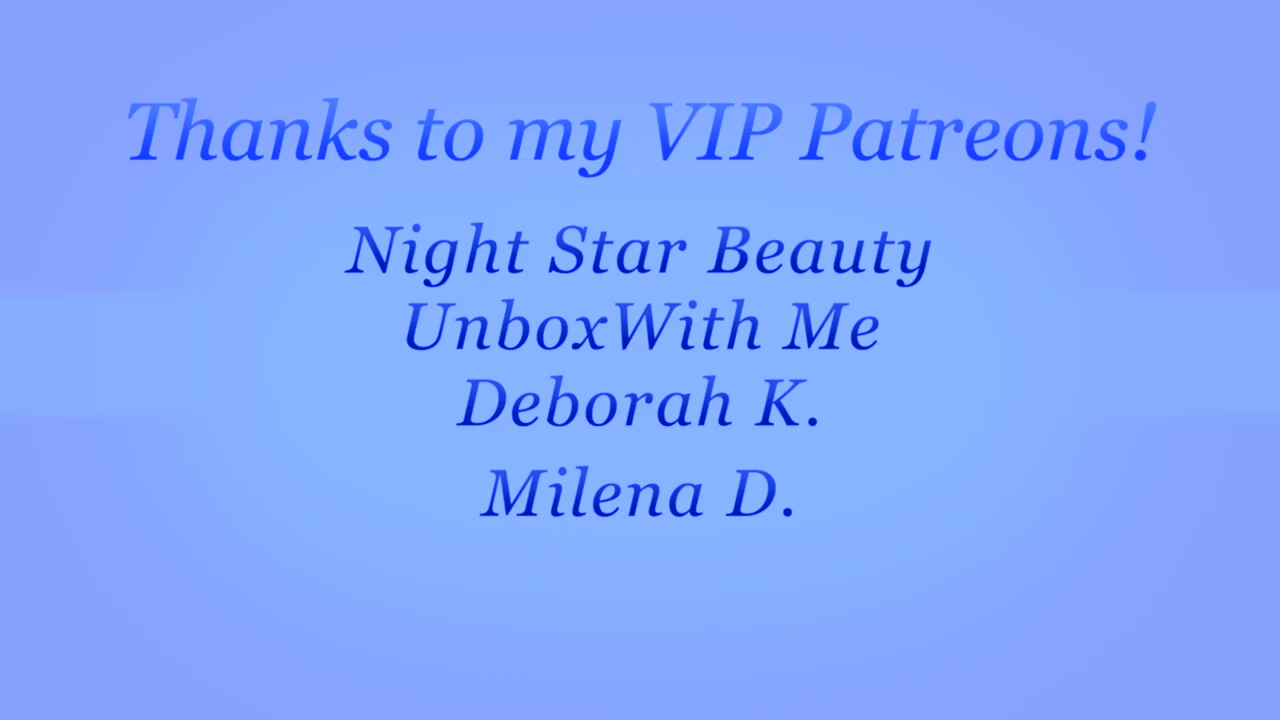 Thanks to my VIP Patreons!
Night Star Beauty
UnboxWith Me
Deborah K.
Milena D.